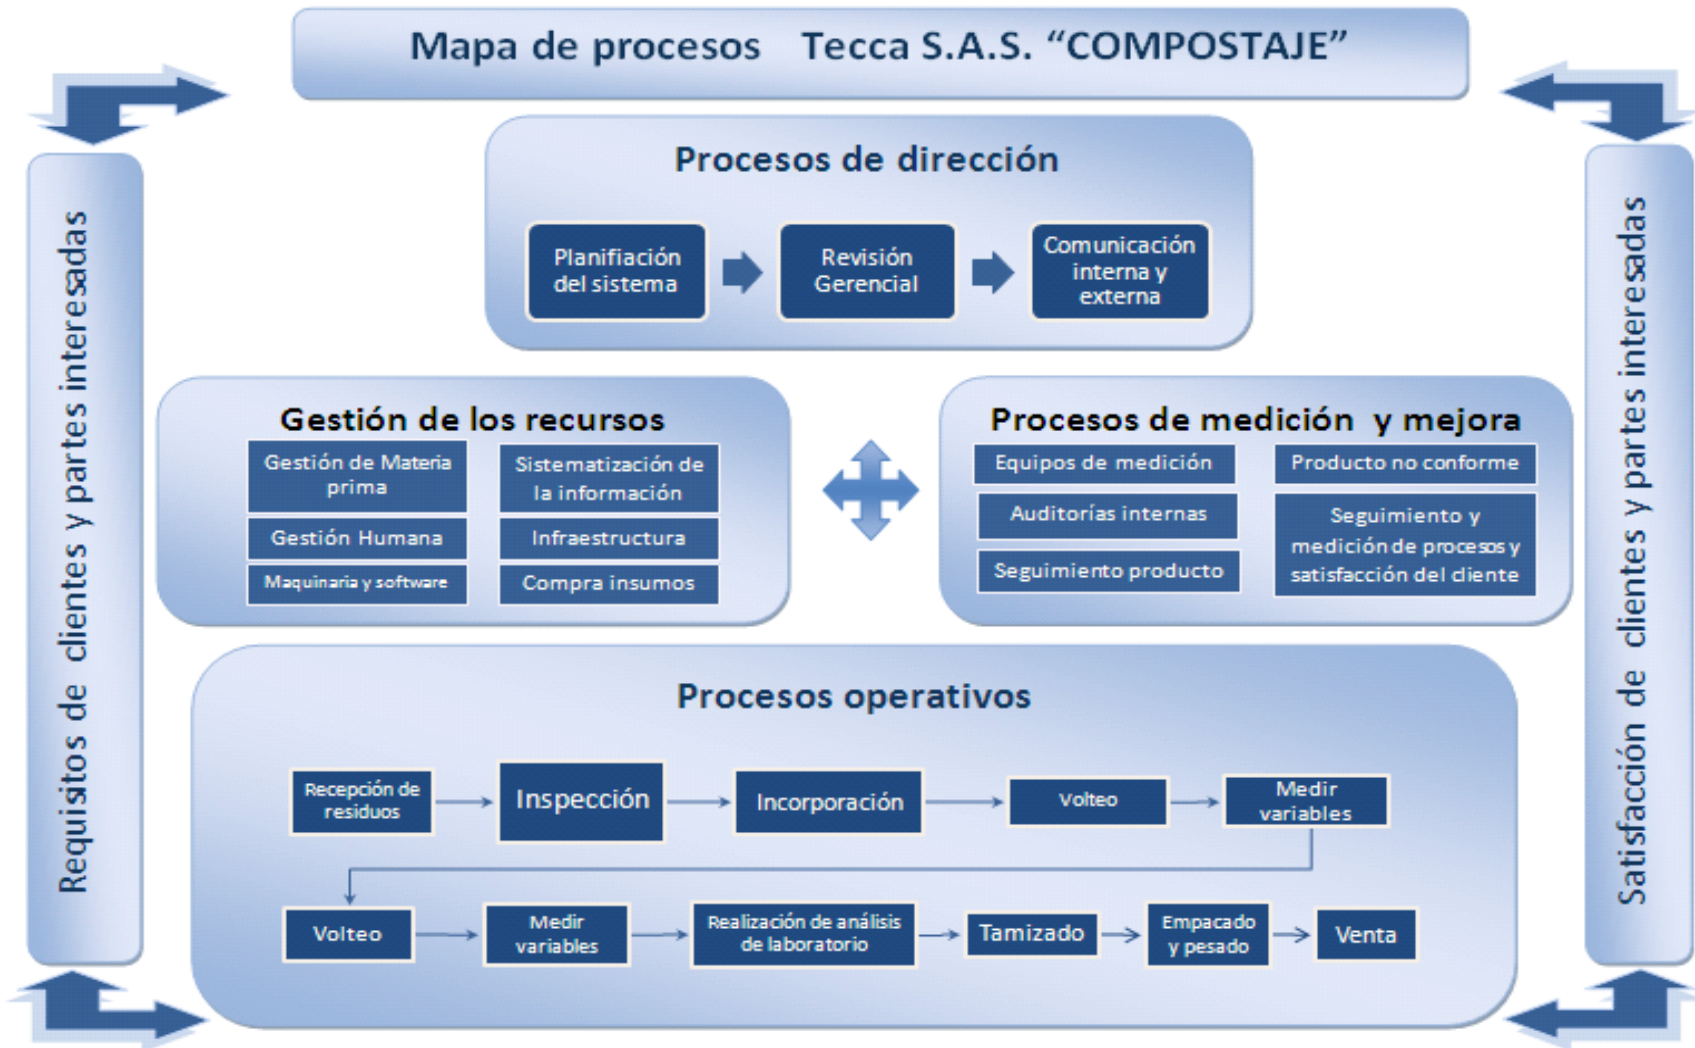 Mapa de procesos Tecca S.A.S. “COMPOSTAJE”
Requisitos de clientes y partes interesadas
Procesos de dirección
Planifiación
del sistema
Revisión
Gerencial
Comunicación
interna y
externa
Gestión de los recursos
Gestión de Materia
prima
Sistematización de
la información
Gestión Humana
Infraestructura
Maquinaria y software
Compra insumos
Procesos de medición y mejora
Equipos de medición
Producto no conforme
Auditorías internas
Seguimiento producto
Seguimiento y
medición de procesos y
satisfacción del cliente
Procesos operativos
Recepción de
residuos
Inspección
Incorporación
Volteo
Medir
variables
Volteo
Medir
variables
Realización de análisis
de laboratorio
Tamizado
Empacado
y pesado
Venta
Satisfacción de clientes y partes interesadas